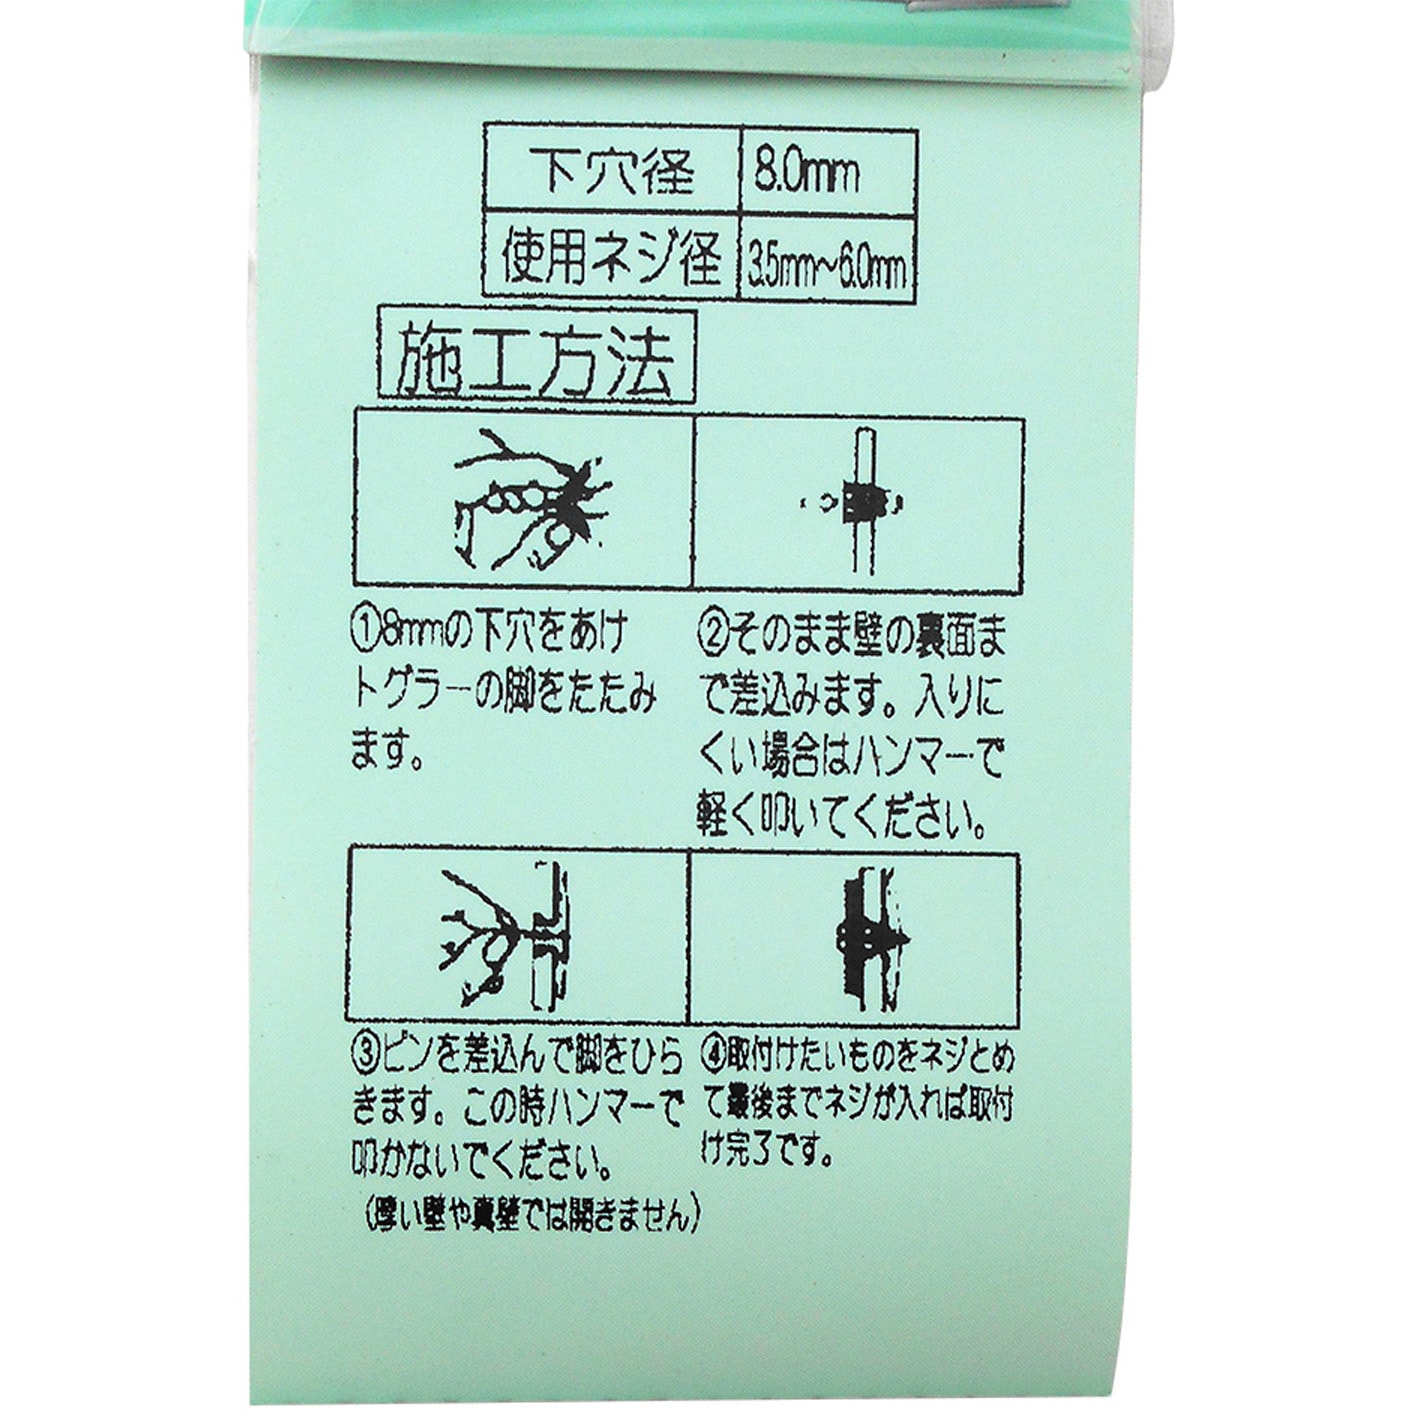 下穴径 8.0mm
使用ネジ径 3.5mm~6.0mm
施工方法
①8mmの下穴をあけ
トグラーの脚をたたみ
ます。
②そのまま壁の裏面ま
で差込みます。入りに
くい場合はハンマーで
軽く叩いてください。
③ピンを差込んで脚をひら
きます。この時ハンマーで
叩かないでください。
(厚い壁や真壁では開きません)
④取付けたいものをネジとめ
て最後までネジが入れば取付
け完了です。